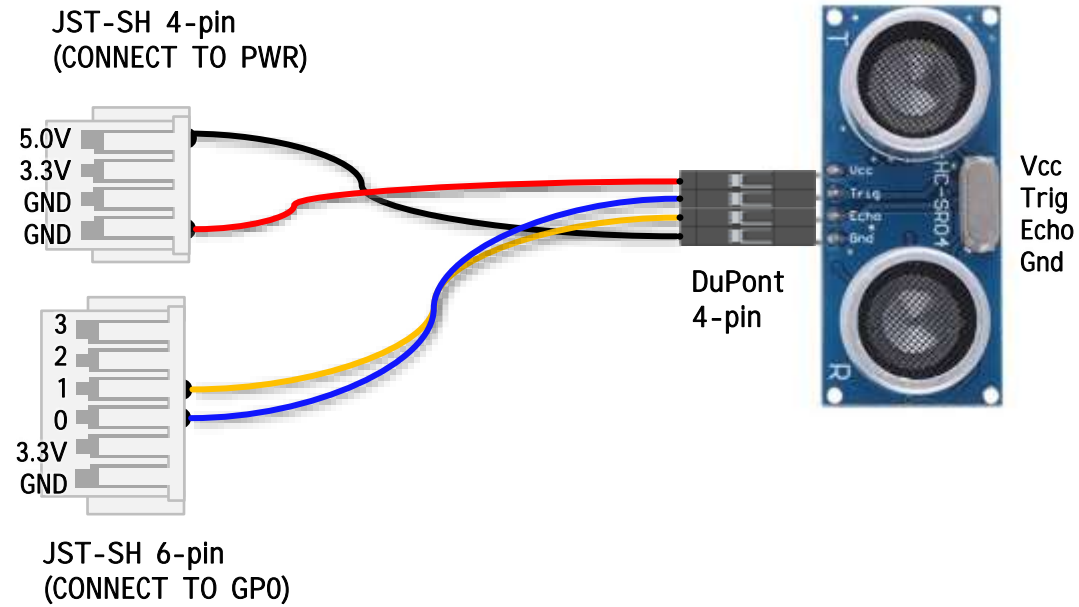 JST-SH 4-pin
(CONNECT TO PWR)
5.0V
3.3V
GND
GND
3
2
1
0
3.3V
GND
JST-SH 6-pin
(CONNECT TO GP0)
DuPont
4-pin
T
Vcc
Trig
Echo
Gnd
HC-SR04
R
Vcc
Trig
Echo
Gnd